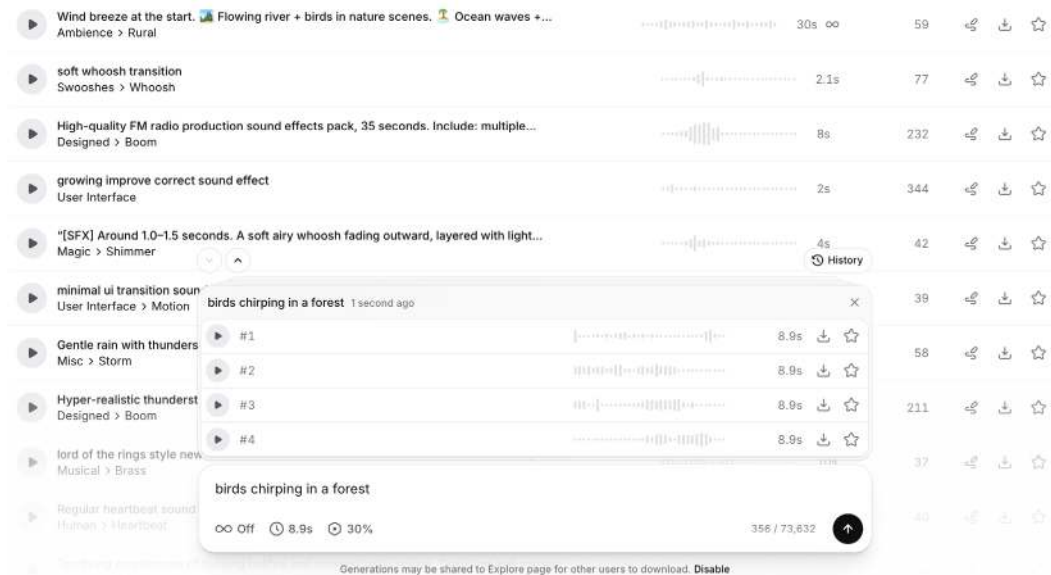 Wind breeze at the start. 🏞️ Flowing river + birds in nature scenes. 🏝️ Ocean waves +...
Ambience > Rural
30s
59
soft whoosh transition
Swooshes > Whoosh
2.1s
77
High-quality FM radio production sound effects pack, 35 seconds. Include: multiple...
Designed > Boom
8s
232
growing improve correct sound effect
User Interface
2s
344
"[SFX] Around 1.0–1.5 seconds. A soft airy whoosh fading outward, layered with light...
Magic > Shimmer
4s
42
History
minimal ui transition soun
User Interface > Motion
39
Gentle rain with thunders
Misc > Storm
58
Hyper-realistic thunderst
Designed > Boom
211
lord of the rings style new
Musical > Brass
37
Regular heartbeat sound
Human > Heartbeat
40
birds chirping in a forest 1 second ago
#1
8.9s
#2
8.9s
#3
8.9s
#4
8.9s
birds chirping in a forest
Off 8.9s 30%
356 / 73,632
Generations may be shared to Explore page for other users to download. Disable